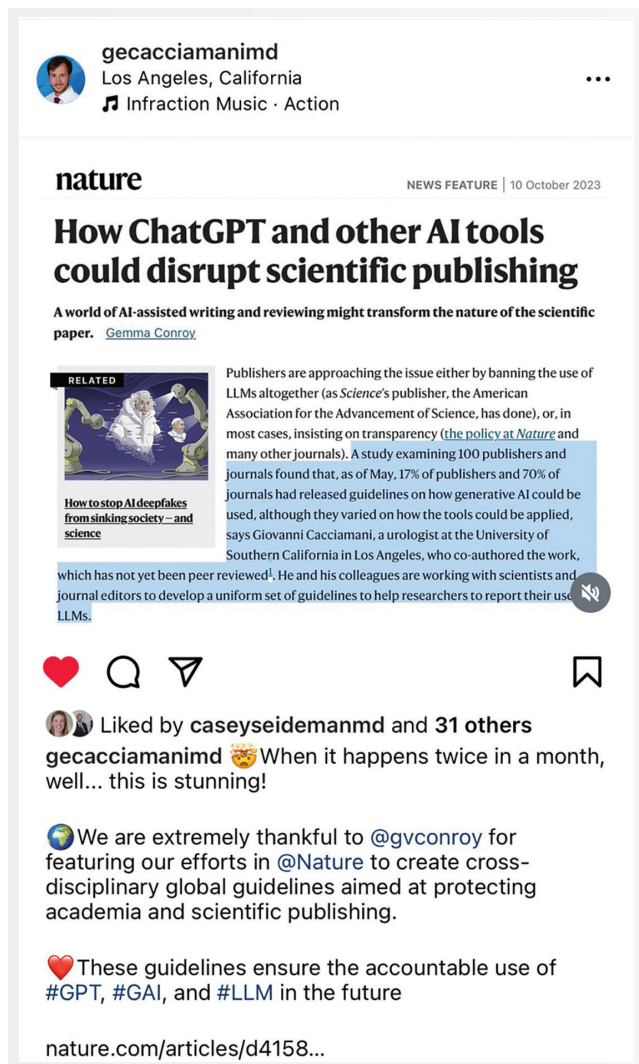 gecacciamanimd
Los Angeles, California
Infraction Music · Action
nature
NEWS FEATURE | 10 October 2023
How ChatGPT and other AI tools
could disrupt scientific publishing
A world of AI-assisted writing and reviewing might transform the nature of the scientific
paper. Gemma Conroy
RELATED
How to stop AI deepfakes
from sinking society — and
science
Publishers are approaching the issue either by banning the use of
LLMs altogether (as Science's publisher, the American
Association for the Advancement of Science, has done), or, in
most cases, insisting on transparency (the policy at Nature and
many other journals). A study examining 100 publishers and
journals found that, as of May, 17% of publishers and 70% of
journals had released guidelines on how generative AI could be
used, although they varied on how the tools could be applied,
says Giovanni Cacciamani, a urologist at the University of
Southern California in Los Angeles, who co-authored the work,
which has not yet been peer reviewed1. He and his colleagues are working with scientists and
journal editors to develop a uniform set of guidelines to help researchers to report their use
LLMs.
Liked by caseyseidemanmd and 31 others
gecacciamanimd 🤯When it happens twice in a month,
well... this is stunning!
🌍We are extremely thankful to @gvconroy for
featuring our efforts in @Nature to create cross-
disciplinary global guidelines aimed at protecting
academia and scientific publishing.
❤️These guidelines ensure the accountable use of
#GPT, #GAI, and #LLM in the future
nature.com/articles/d4158...